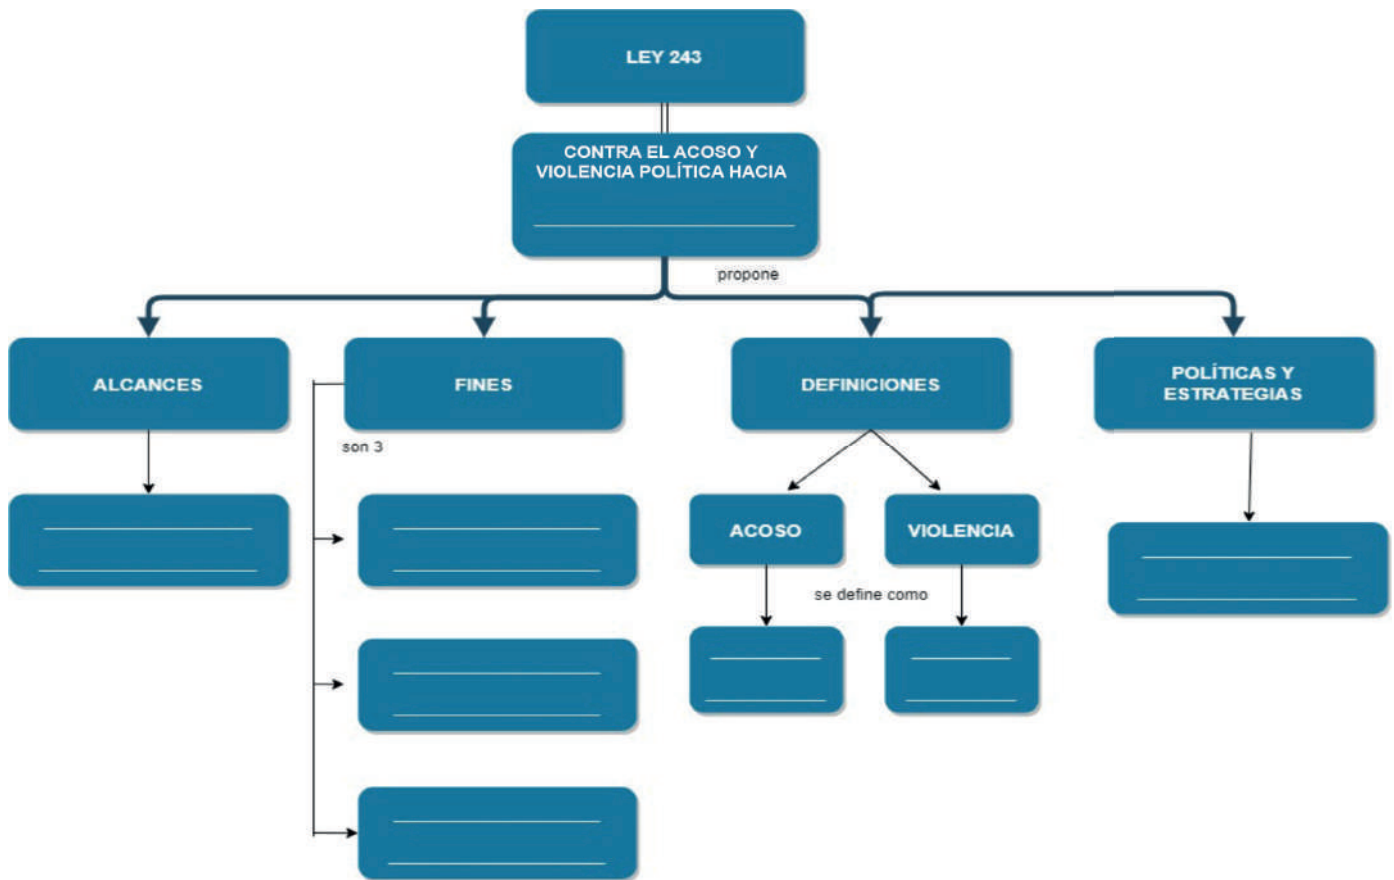 LEY 243
CONTRA EL ACOSO Y
VIOLENCIA POLÍTICA HACIA
propone
ALCANCES
FINES
DEFINICIONES
POLÍTICAS Y
ESTRATEGIAS
son 3
ACOSO
VIOLENCIA
se define como